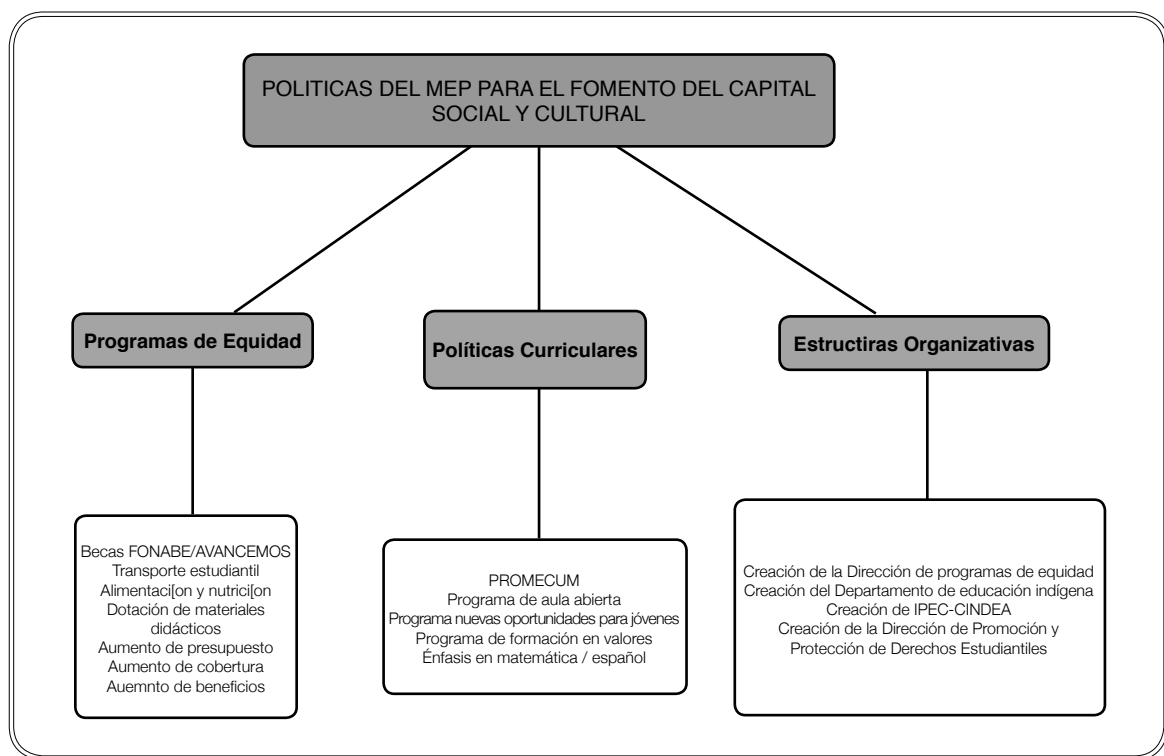 POLITICAS DEL MEP PARA EL FOMENTO DEL CAPITAL
SOCIAL Y CULTURAL
Programas de Equidad
Políticas Curriculares
Estructiras Organizativas
Becas FONABE/AVANCEMOS
Transporte estudiantil
Alimentaci[on y nutrici[on
Dotación de materiales
didácticos
Aumento de presupuesto
Aumento de cobertura
Auemnto de beneficios
PROMECUM
Programa de aula abierta
Programa nuevas oportunidades para jóvenes
Programa de formación en valores
Énfasis en matemática / español
Creación de la Dirección de programas de equidad
Creación del Departamento de educación indígena
Creación de IPEC-CINDEA
Creación de la Dirección de Promoción y
Protección de Derechos Estudiantiles